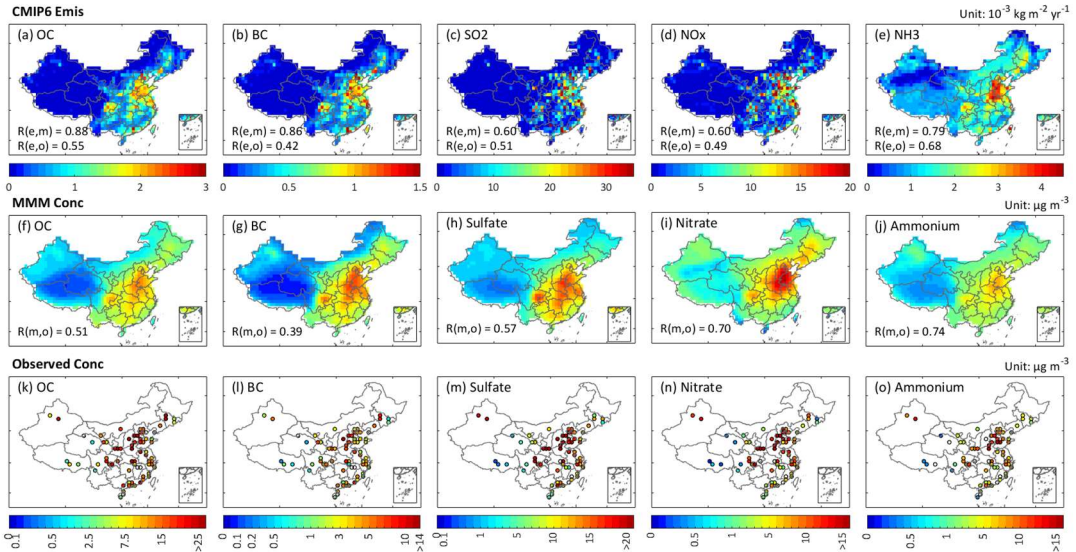 CMIP6 Emis
Unit: 10⁻³ kg m⁻² yr⁻¹
(a) OC
(b) BC
(c) SO2
(d) NOx
(e) NH3
R(e,m) = 0.88
R(e,o) = 0.55
R(e,m) = 0.86
R(e,o) = 0.42
R(e,m) = 0.60
R(e,o) = 0.51
R(e,m) = 0.60
R(e,o) = 0.49
R(e,m) = 0.79
R(e,o) = 0.68
0 1 2 3
0 0.5 1 1.5
0 10 20 30
0 5 10 15 20
0 1 2 3 4
MMM Conc
Unit: μg m⁻³
(f) OC
(g) BC
(h) Sulfate
(i) Nitrate
(j) Ammonium
R(m,o) = 0.51
R(m,o) = 0.39
R(m,o) = 0.57
R(m,o) = 0.70
R(m,o) = 0.74
Observed Conc
Unit: μg m⁻³
(k) OC
(l) BC
(m) Sulfate
(n) Nitrate
(o) Ammonium
0 0.1 0.5 2.5 7.5 15 >25
0 0.1 0.2 1 3 5 10 >14
0 0.1 1 5 10 >20
0 0.1 1 5 10 >15
0 0.1 1 5 10 >15